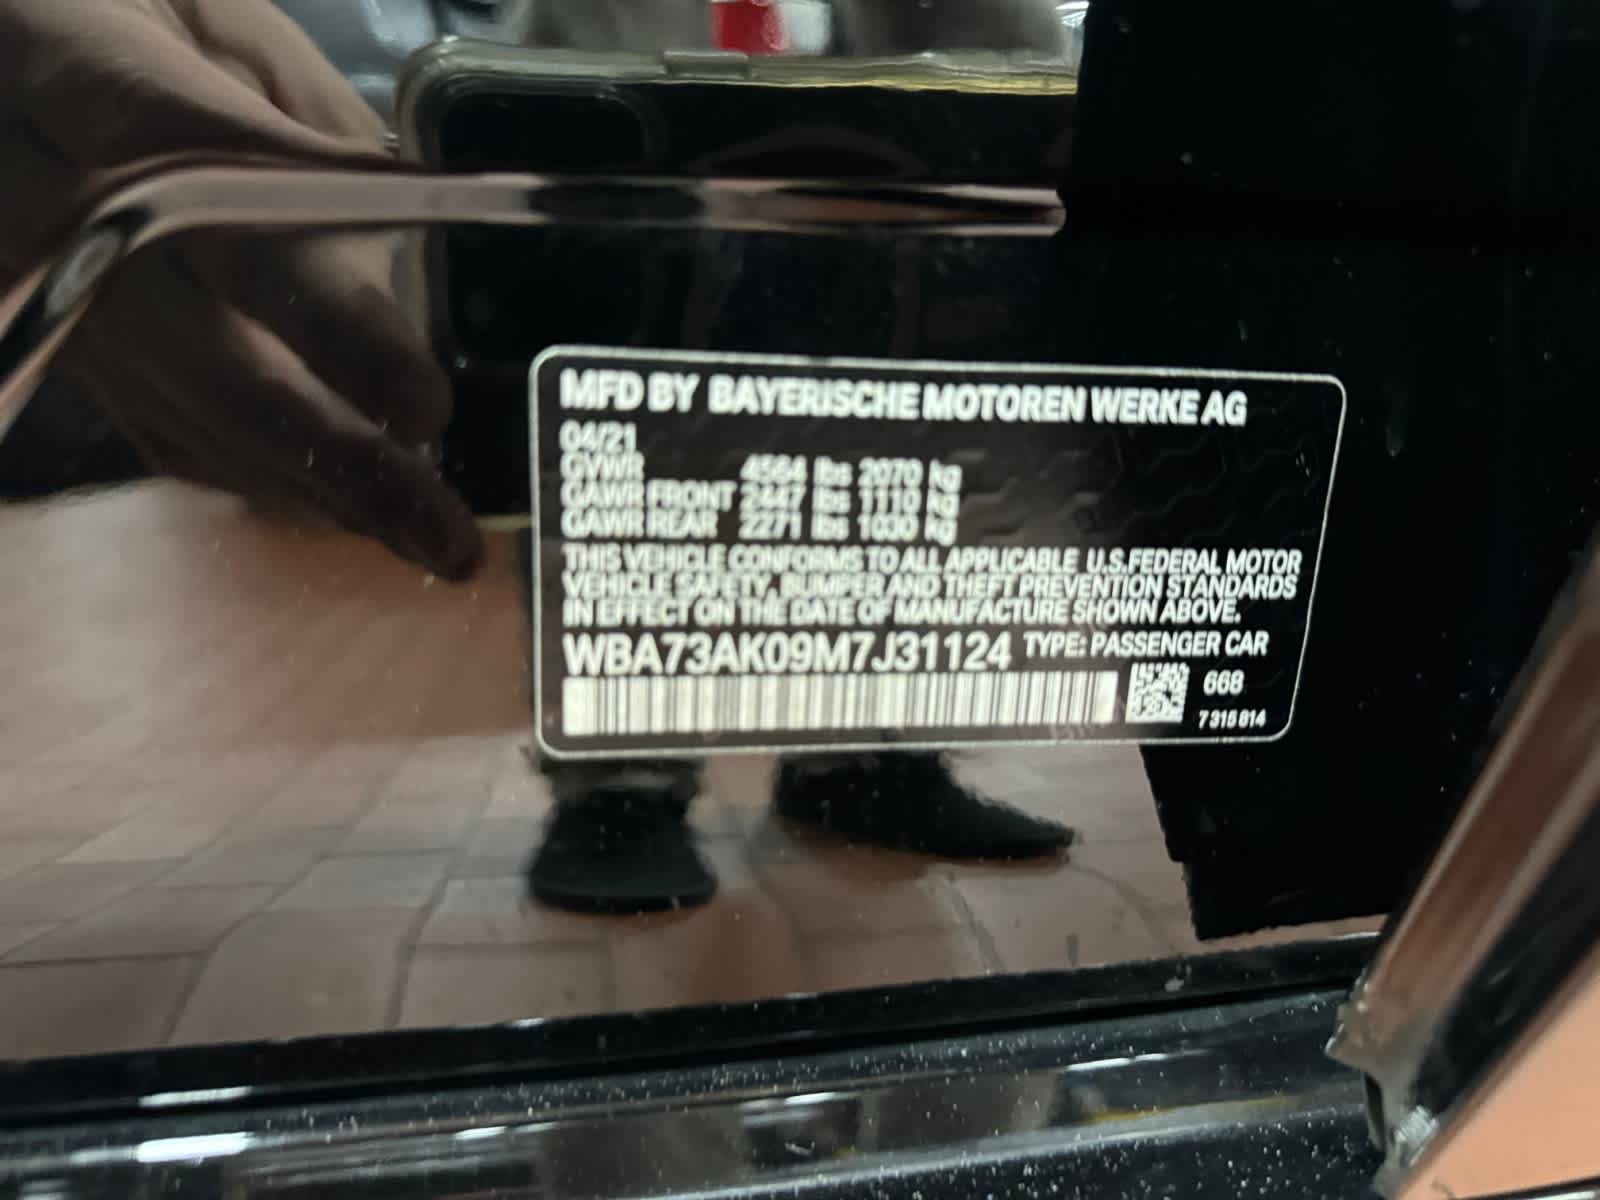 MFD BY BAYERISCHE MOTOREN WERKE AG
04/21
GVWR 4564 lbs 2070 kg
GAWR FRONT 2447 lbs 1110 kg
GAWR REAR 2271 lbs 1030 kg
THIS VEHICLE CONFORMS TO ALL APPLICABLE U.S.FEDERAL MOTOR
VEHICLE SAFETY, BUMPER AND THEFT PREVENTION STANDARDS
IN EFFECT ON THE DATE OF MANUFACTURE SHOWN ABOVE.
WBA73AK09M7J31124 TYPE: PASSENGER CAR
668
7 315 814